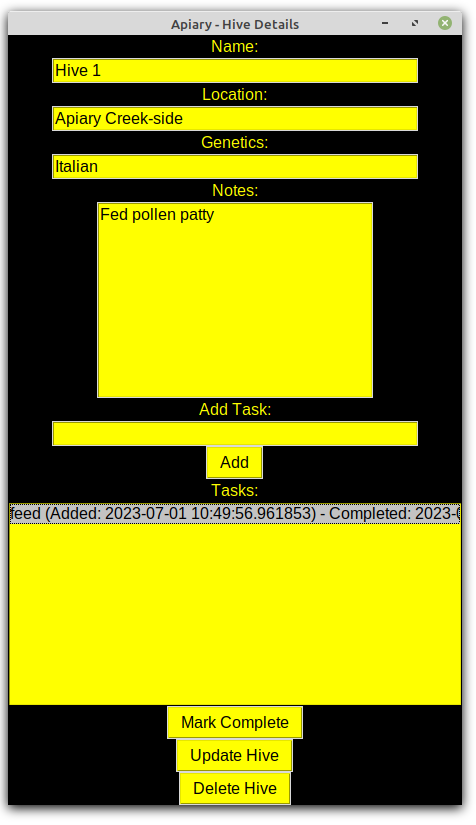 Apiary - Hive Details
Name:
Hive 1
Location:
Apiary Creek-side
Genetics:
Italian
Notes:
Fed pollen patty
Add Task:
Add
Tasks:
feed (Added: 2023-07-01 10:49:56.961853) - Completed: 2023-
Mark Complete
Update Hive
Delete Hive